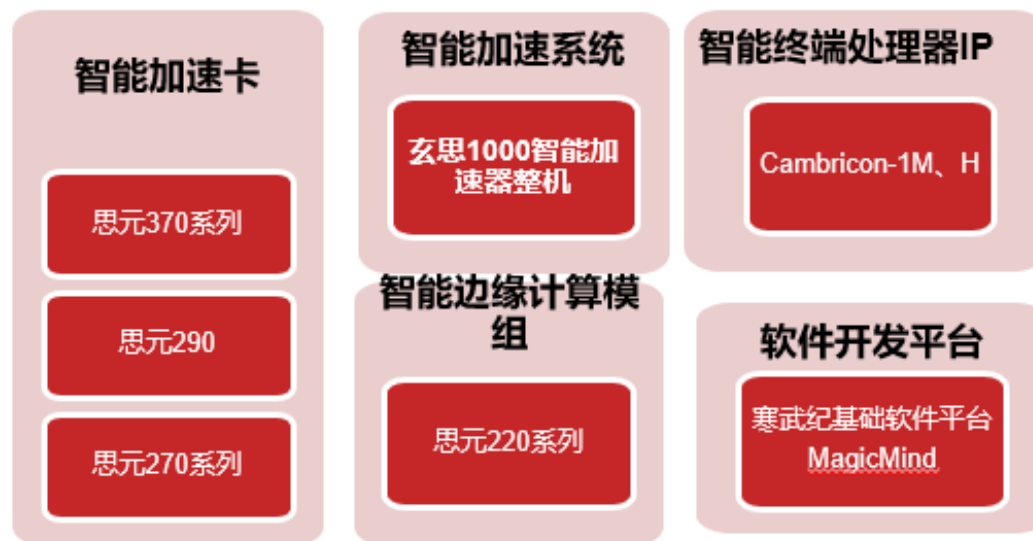 智能加速卡
思元370系列
思元290
思元270系列
智能加速系统
玄思1000智能加
速器整机
智能边缘计算模
组
思元220系列
智能终端处理器IP
Cambricon-1M、H
软件开发平台
寒武纪基础软件平台
MagicMind